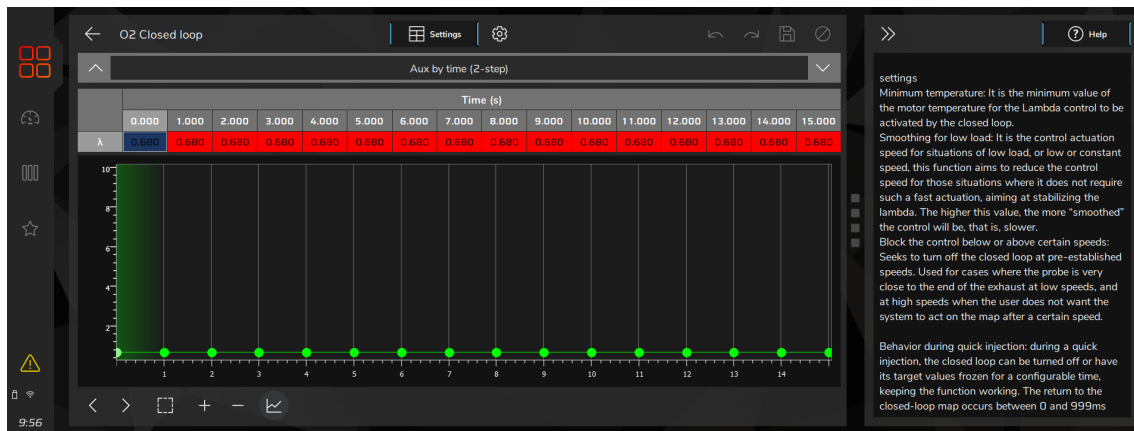 O2 Closed loop
Settings
Aux by time (2-step)
Time (s)
0.000 1.000 2.000 3.000 4.000 5.000 6.000 7.000 8.000 9.000 10.000 11.000 12.000 13.000 14.000 15.000
λ 0.680 0.680 0.680 0.680 0.680 0.680 0.680 0.680 0.680 0.680 0.680 0.680 0.680 0.680 0.680 0.680
10
8
6
4
2
1 2 3 4 5 6 7 8 9 10 11 12 13 14
9:56
Help
settings
Minimum temperature: It is the minimum value of
the motor temperature for the Lambda control to be
activated by the closed loop.
Smoothing for low load: It is the control actuation
speed for situations of low load, or low or constant
speed, this function aims to reduce the control
speed for those situations where it does not require
such a fast actuation, aiming at stabilizing the
lambda. The higher this value, the more “smoothed”
the control will be, that is, slower.
Block the control below or above certain speeds:
Seeks to turn off the closed loop at pre-established
speeds. Used for cases where the probe is very
close to the end of the exhaust at low speeds, and
at high speeds when the user does not want the
system to act on the map after a certain speed.
Behavior during quick injection: during a quick
injection, the closed loop can be turned off or have
its target values frozen for a configurable time,
keeping the function working. The return to the
closed-loop map occurs between 0 and 999ms